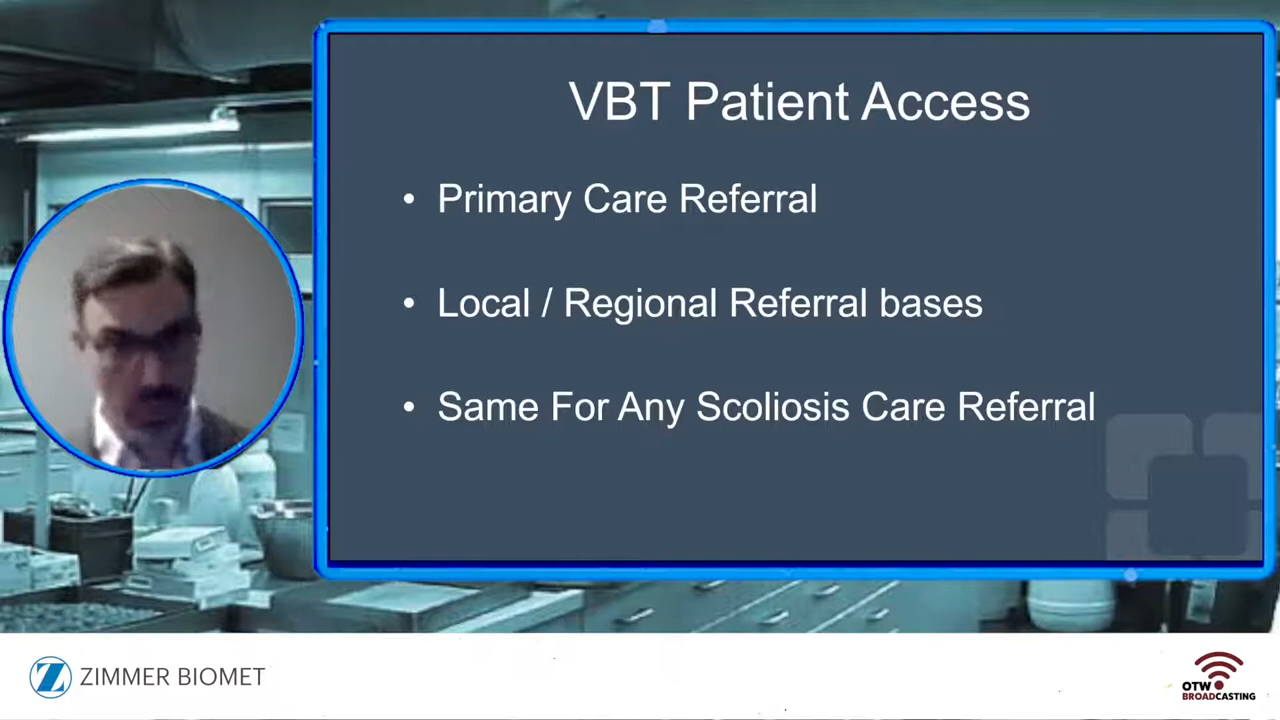 VBT Patient Access
• Primary Care Referral
• Local / Regional Referral bases
• Same For Any Scoliosis Care Referral
Z ZIMMER BIOMET
OTW
BROADCASTING